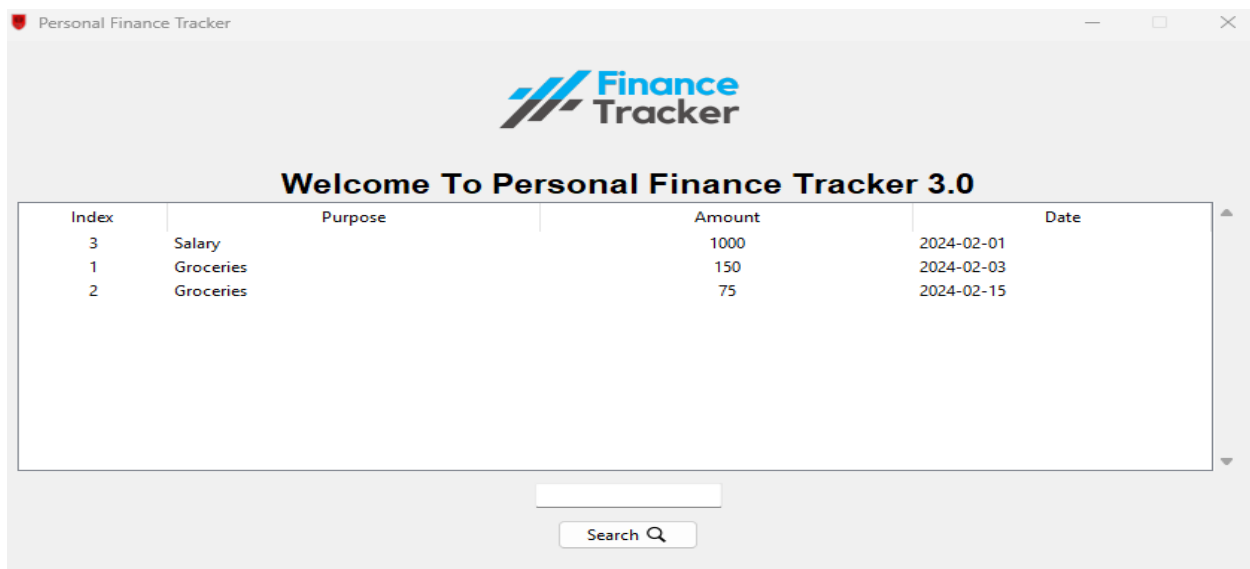 Personal Finance Tracker
Finance
Tracker
Welcome To Personal Finance Tracker 3.0
Index Purpose Amount Date
3 Salary 1000 2024-02-01
1 Groceries 150 2024-02-03
2 Groceries 75 2024-02-15
Search